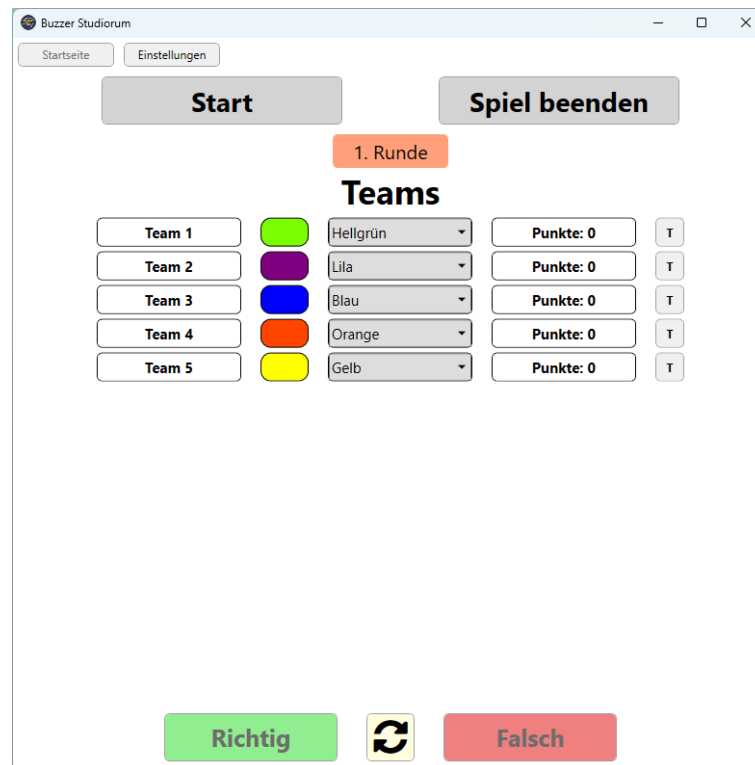 Buzzer Studiorum
Startseite Einstellungen
Start Spiel beenden
1. Runde
Teams
Team 1 Hellgrün Punkte: 0 T
Team 2 Lila Punkte: 0 T
Team 3 Blau Punkte: 0 T
Team 4 Orange Punkte: 0 T
Team 5 Gelb Punkte: 0 T
Richtig Falsch